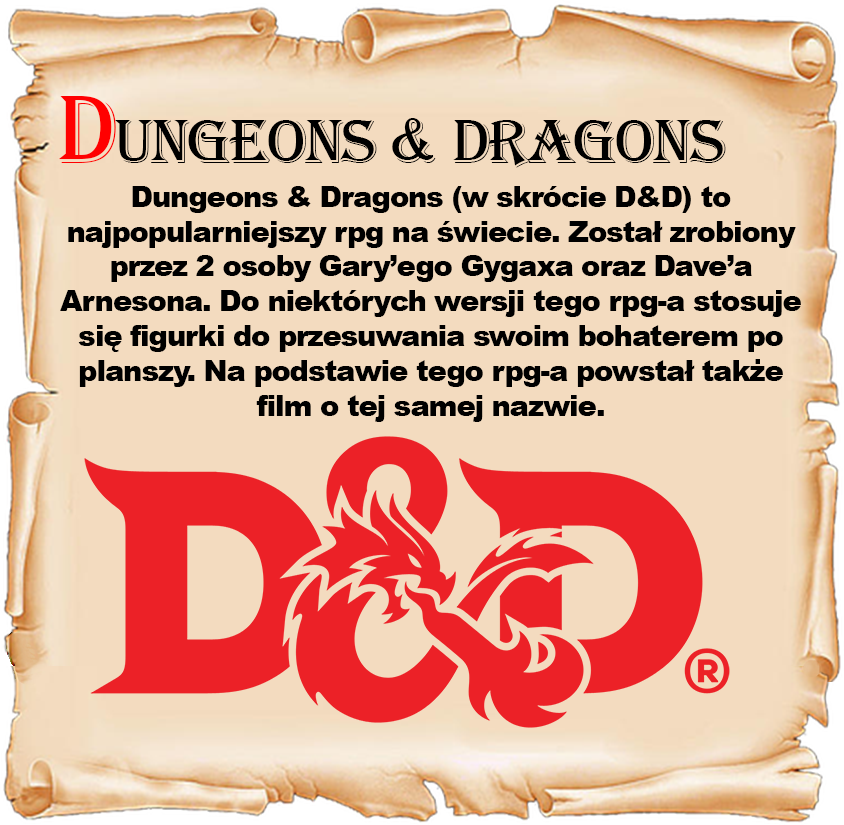 DUNGEONS & DRAGONS
Dungeons & Dragons (w skrócie D&D) to
najpopularniejszy rpg na świecie. Został zrobiony
przez 2 osoby Gary’ego Gygaxa oraz Dave’a
Arnesona. Do niektórych wersji tego rpg-a stosuje
się figurki do przesuwania swoim bohaterem po
planszy. Na podstawie tego rpg-a powstał także
film o tej samej nazwie.
D&D®